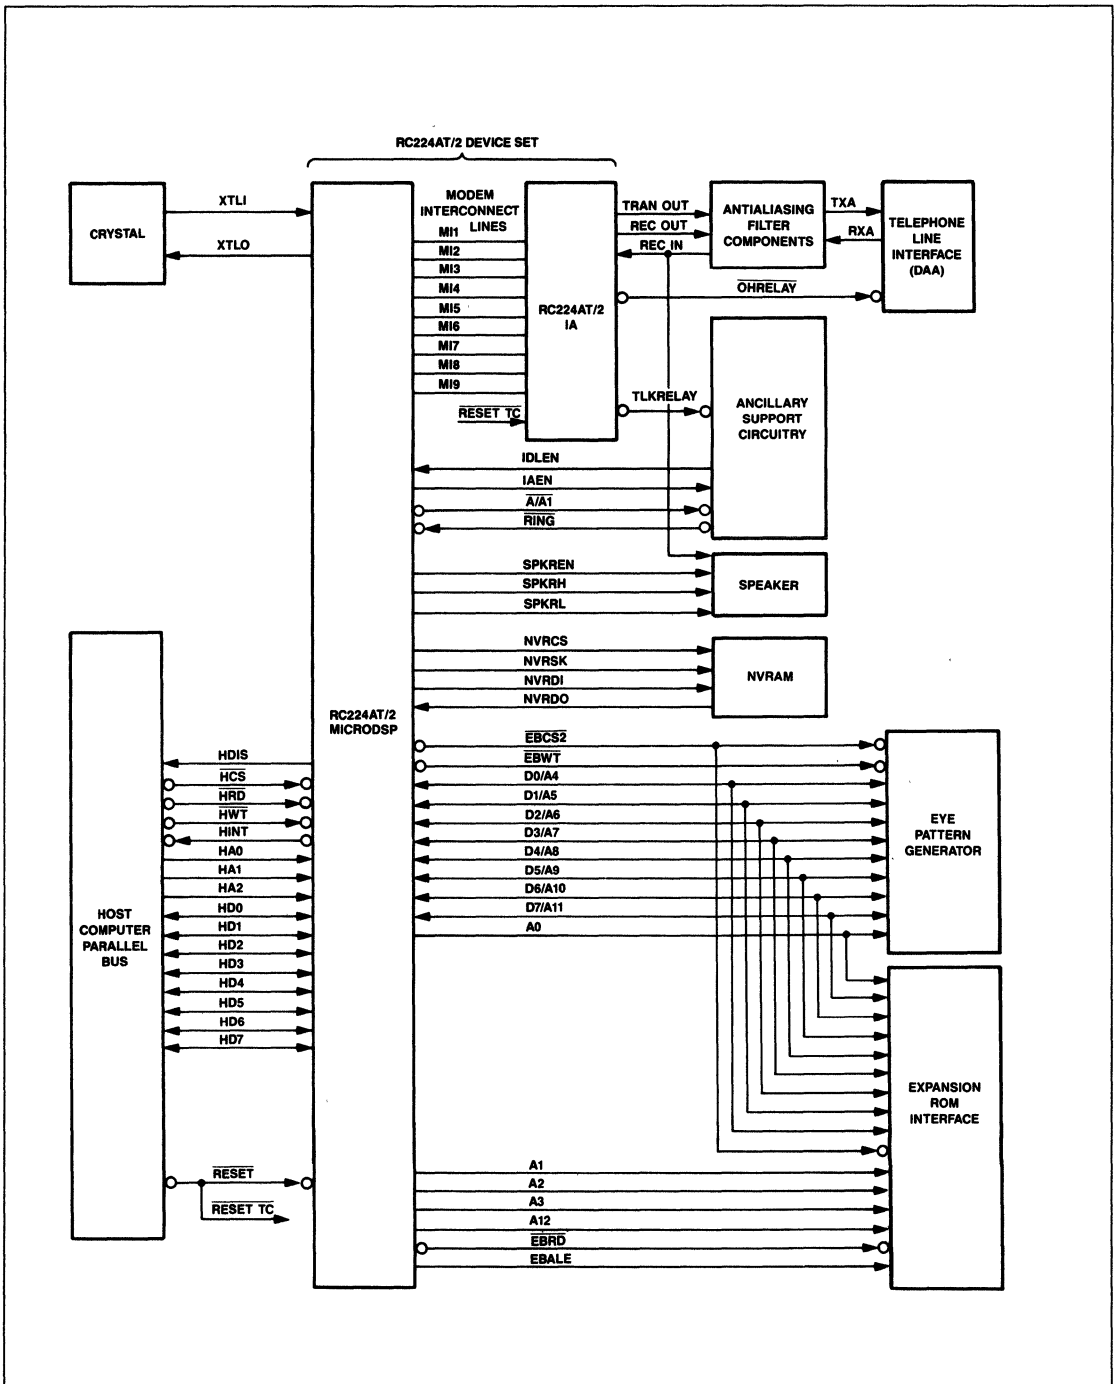 RC224AT/2 DEVICE SET
CRYSTAL
XTLI
XTLO
MODEM
INTERCONNECT
LINES
MI1
MI2
MI3
MI4
MI5
MI6
MI7
MI8
MI9
RESET TC
RC224AT/2
IA
TRAN OUT
REC OUT
REC IN
ANTIALIASING
FILTER
COMPONENTS
TXA
RXA
TELEPHONE
LINE
INTERFACE
(DAA)
OHRELAY
TLKRELAY
ANCILLARY
SUPPORT
CIRCUITRY
IDLEN
IAEN
A/A1
RING
SPKREN
SPKRH
SPKRL
SPEAKER
NVRCS
NVRSK
NVRDI
NVRDO
NVRAM
RC224AT/2
MICRODSP
HOST
COMPUTER
PARALLEL
BUS
HDIS
HCS
HRD
HWT
HINT
HA0
HA1
HA2
HD0
HD1
HD2
HD3
HD4
HD5
HD6
HD7
RESET
RESET TC
EBCS2
EBWT
D0/A4
D1/A5
D2/A6
D3/A7
D4/A8
D5/A9
D6/A10
D7/A11
A0
EYE
PATTERN
GENERATOR
EXPANSION
ROM
INTERFACE
A1
A2
A3
A12
EBRD
EBALE